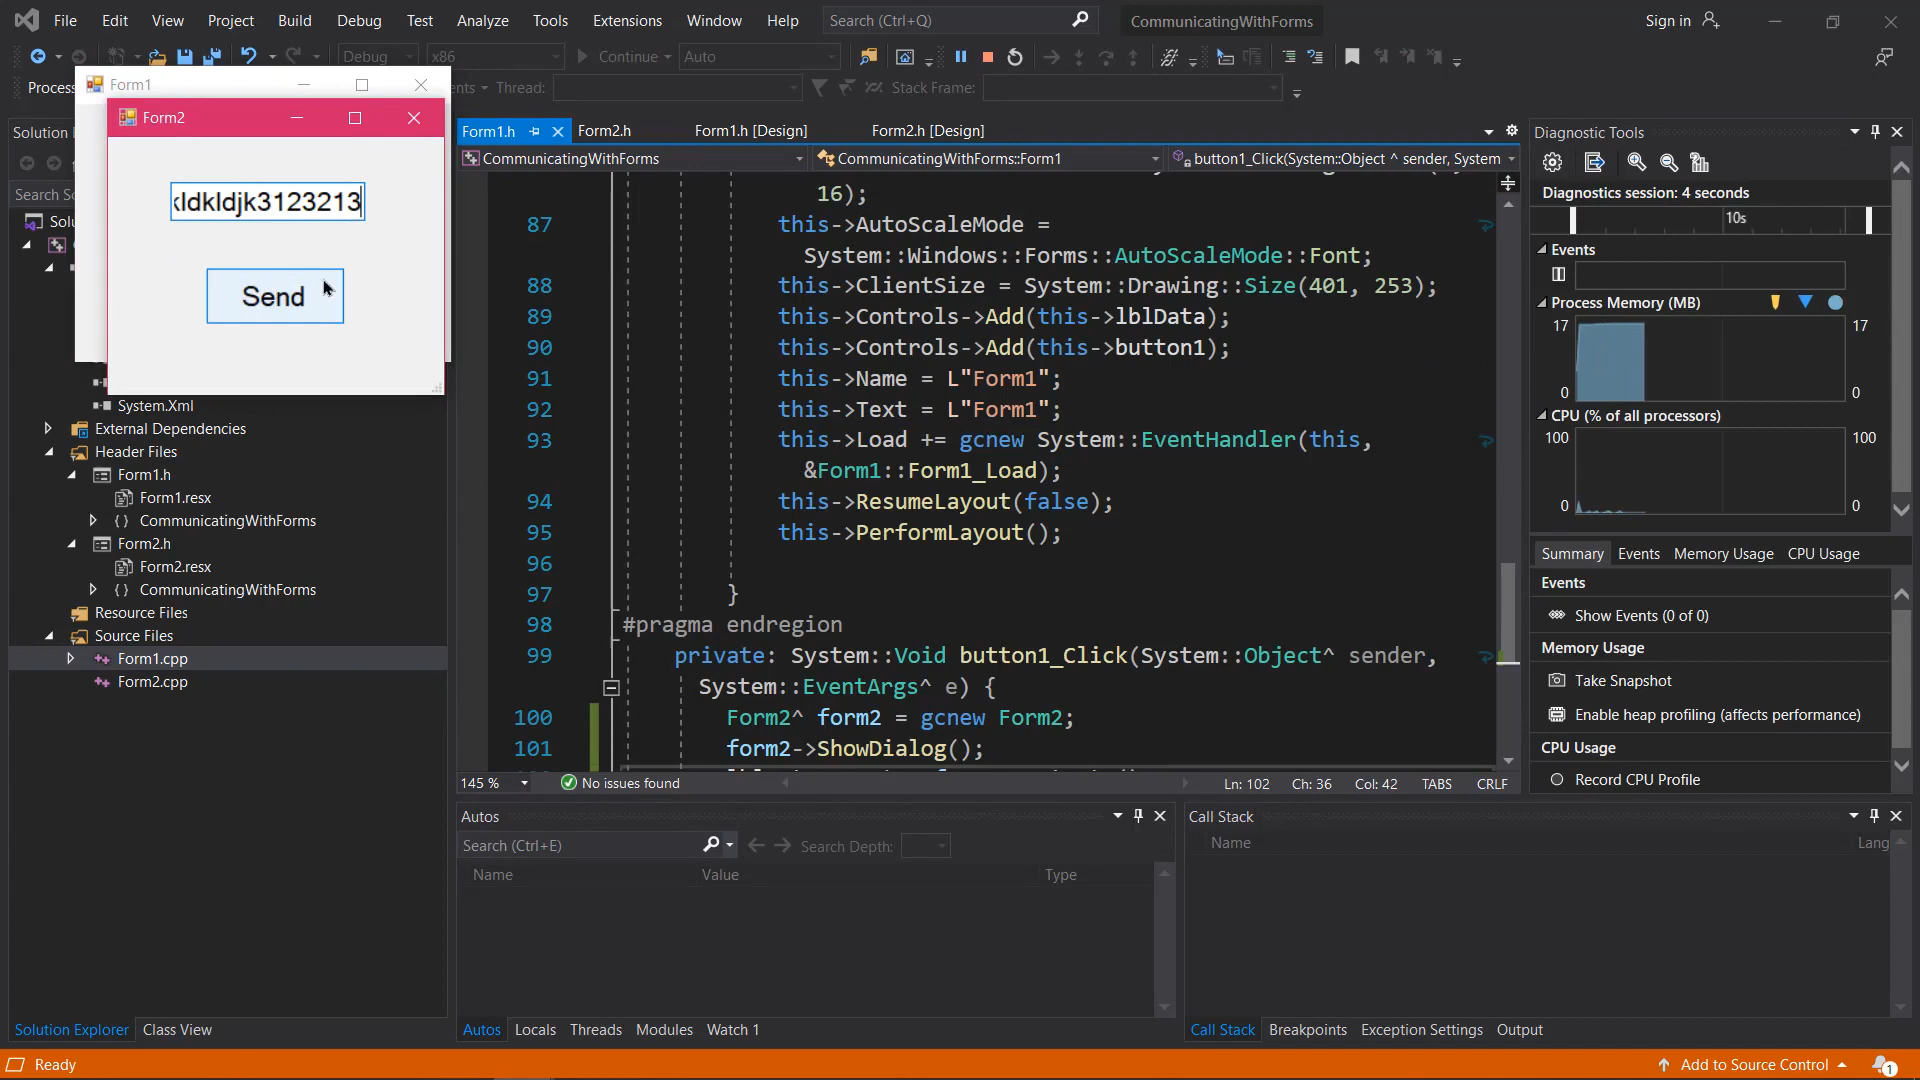 File Edit View Project Build Debug Test Analyze Tools Extensions Window Help Search (Ctrl+Q) CommunicatingWithForms Sign in
Debug x86 Continue Auto
Process Thread: Stack Frame:
Form1
Form2
kldkldjk3123213
Send
Solution
Search So
Solu
System.Xml
External Dependencies
Header Files
Form1.h
Form1.resx
CommunicatingWithForms
Form2.h
Form2.resx
CommunicatingWithForms
Resource Files
Source Files
Form1.cpp
Form2.cpp
Solution Explorer Class View
Form1.h Form2.h Form1.h [Design] Form2.h [Design]
CommunicatingWithForms CommunicatingWithForms::Form1 button1_Click(System::Object ^ sender, System
16);
87 this->AutoScaleMode =
System::Windows::Forms::AutoScaleMode::Font;
88 this->ClientSize = System::Drawing::Size(401, 253);
89 this->Controls->Add(this->lblData);
90 this->Controls->Add(this->button1);
91 this->Name = L"Form1";
92 this->Text = L"Form1";
93 this->Load += gcnew System::EventHandler(this,
&Form1::Form1_Load);
94 this->ResumeLayout(false);
95 this->PerformLayout();
96
97 }
98 #pragma endregion
99 private: System::Void button1_Click(System::Object^ sender,
System::EventArgs^ e) {
100 Form2^ form2 = gcnew Form2;
101 form2->ShowDialog();
145 % No issues found Ln: 102 Ch: 36 Col: 42 TABS CRLF
Autos
Search (Ctrl+E) Search Depth:
Name Value Type
Autos Locals Threads Modules Watch 1
Call Stack
Name Lang
Call Stack Breakpoints Exception Settings Output
Diagnostic Tools
Diagnostics session: 4 seconds
10s
Events
Process Memory (MB)
17 17
0 0
CPU (% of all processors)
100 100
0 0
Summary Events Memory Usage CPU Usage
Events
Show Events (0 of 0)
Memory Usage
Take Snapshot
Enable heap profiling (affects performance)
CPU Usage
Record CPU Profile
Ready Add to Source Control 1